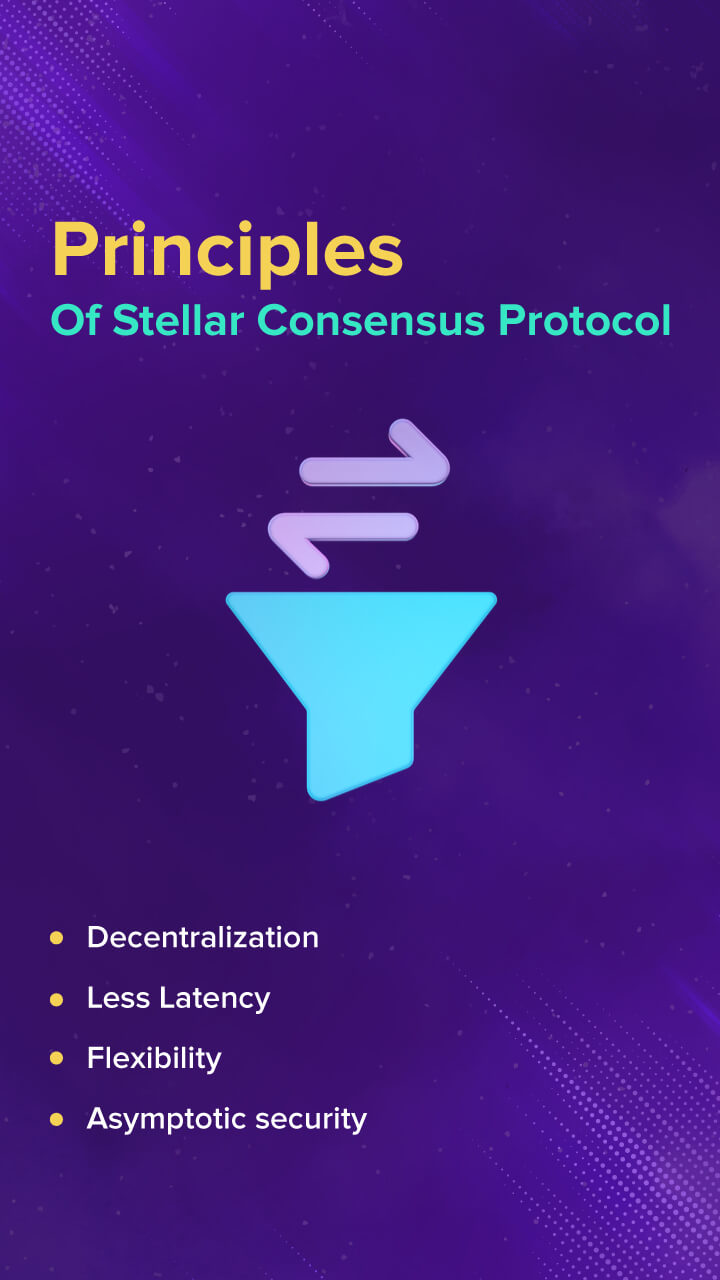 Principles
Of Stellar Consensus Protocol
Decentralization
Less Latency
Flexibility
Asymptotic security